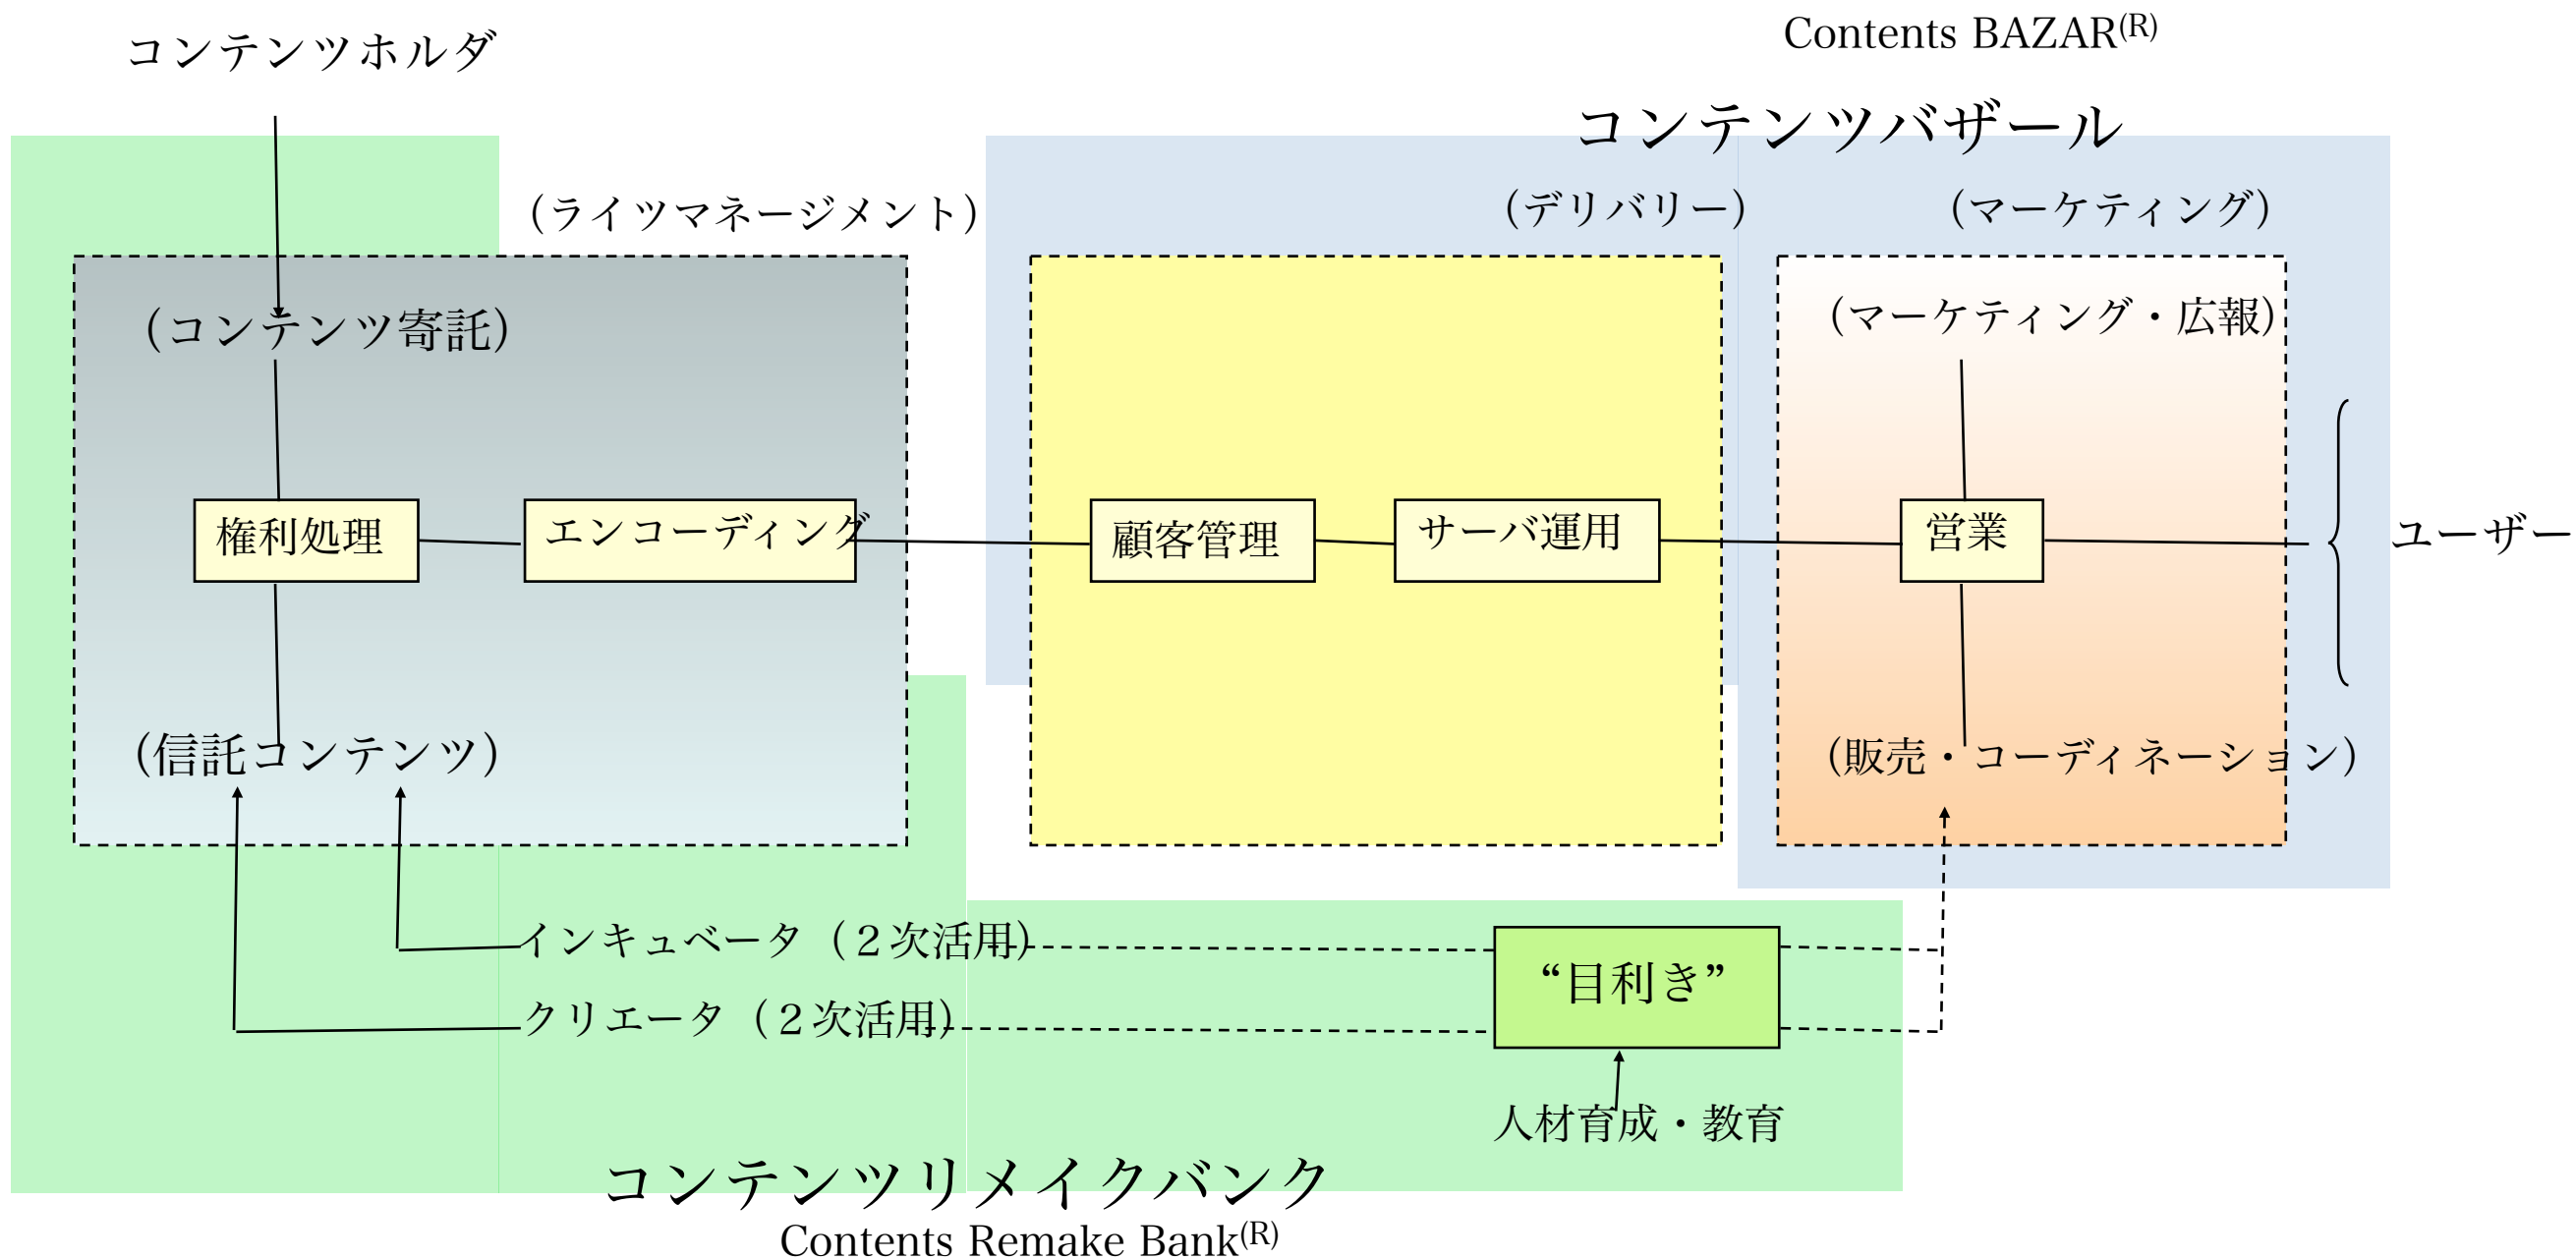 Contents BAZAR(R)
コンテンツホルダ
コンテンツバザール
（ライツマネージメント）
（デリバリー）
（マーケティング）
（コンテンツ寄託）
（マーケティング・広報）
権利処理
エンコーディング
顧客管理
サーバ運用
営業
ユーザー
（信託コンテンツ）
（販売・コーディネーション）
インキュベータ（２次活用）
“目利き”
クリエータ（２次活用）
人材育成・教育
コンテンツリメイクバンク
Contents Remake Bank(R)